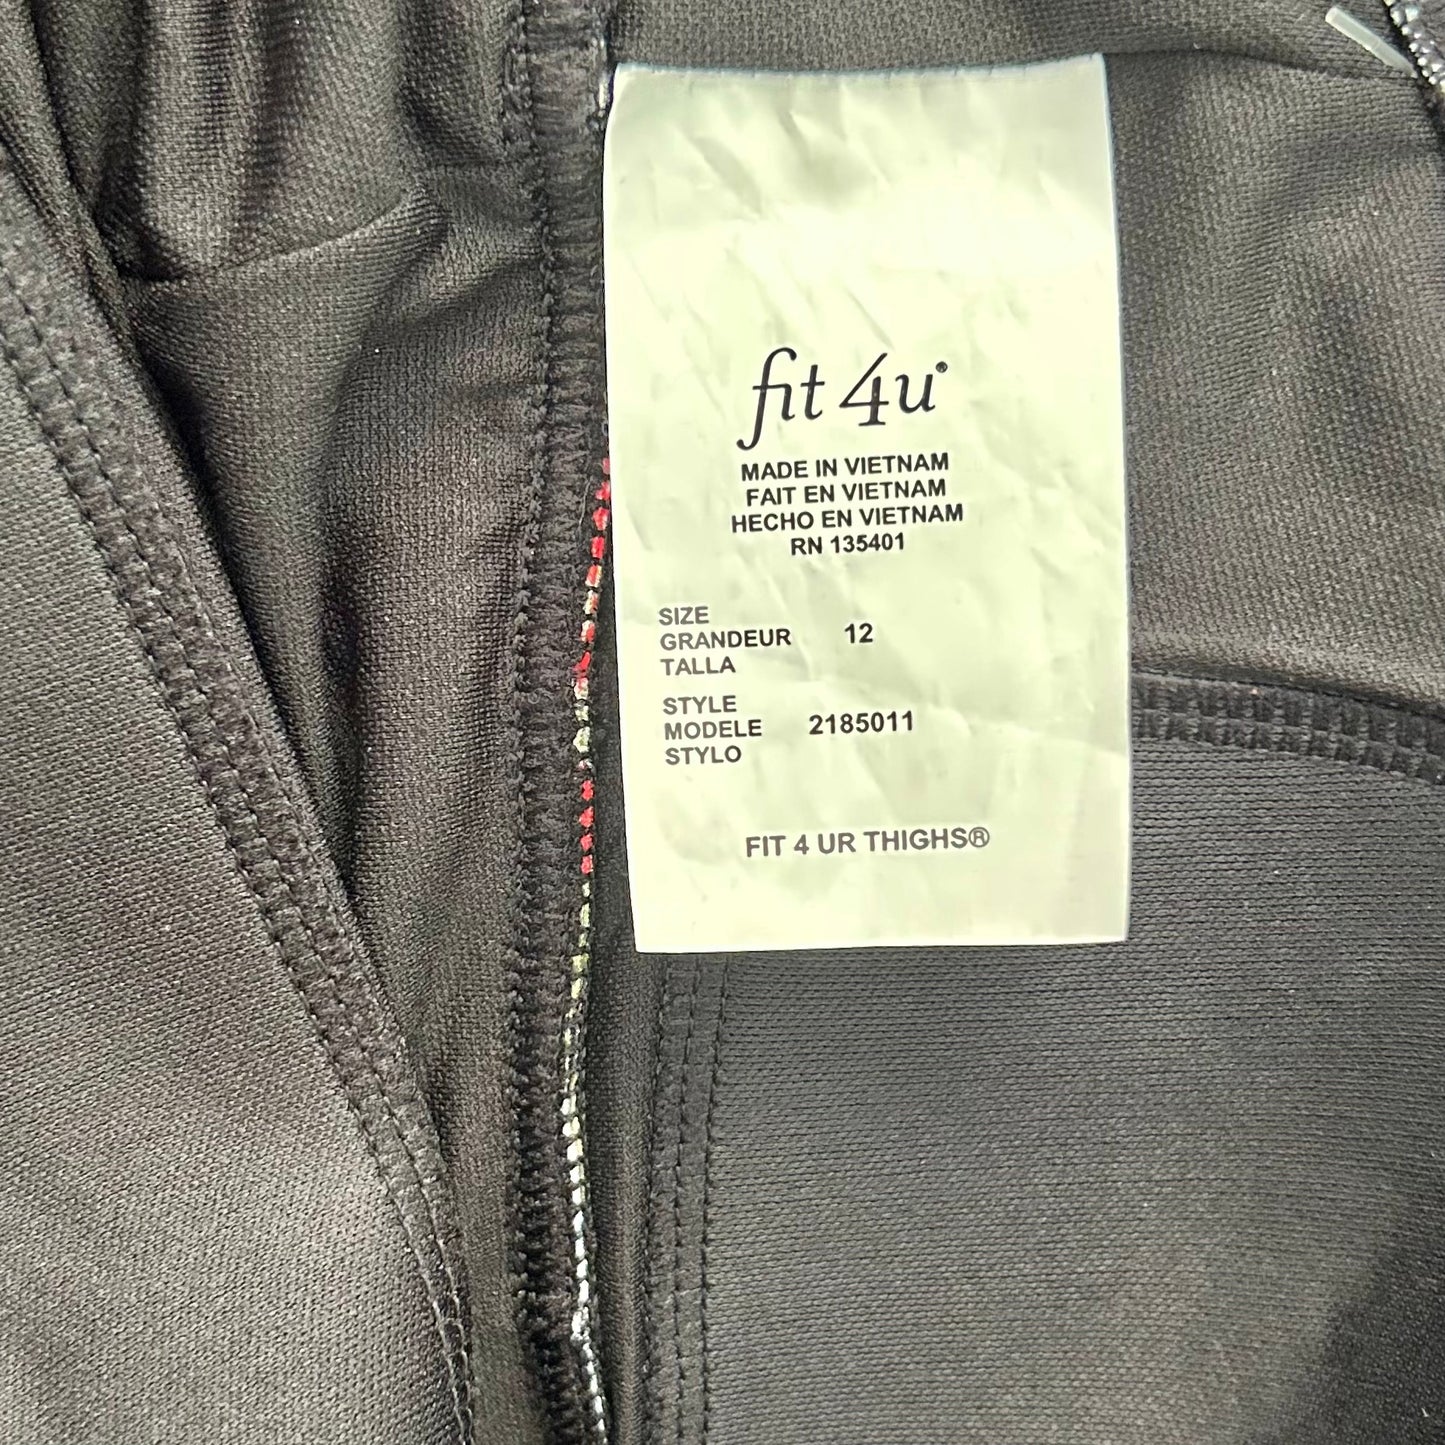 fit 4u®
MADE IN VIETNAM
FAIT EN VIETNAM
HECHO EN VIETNAM
RN 135401
SIZE
GRANDEUR 12
TALLA
STYLE
MODELE 2185011
STYLO
FIT 4 UR THIGHS®